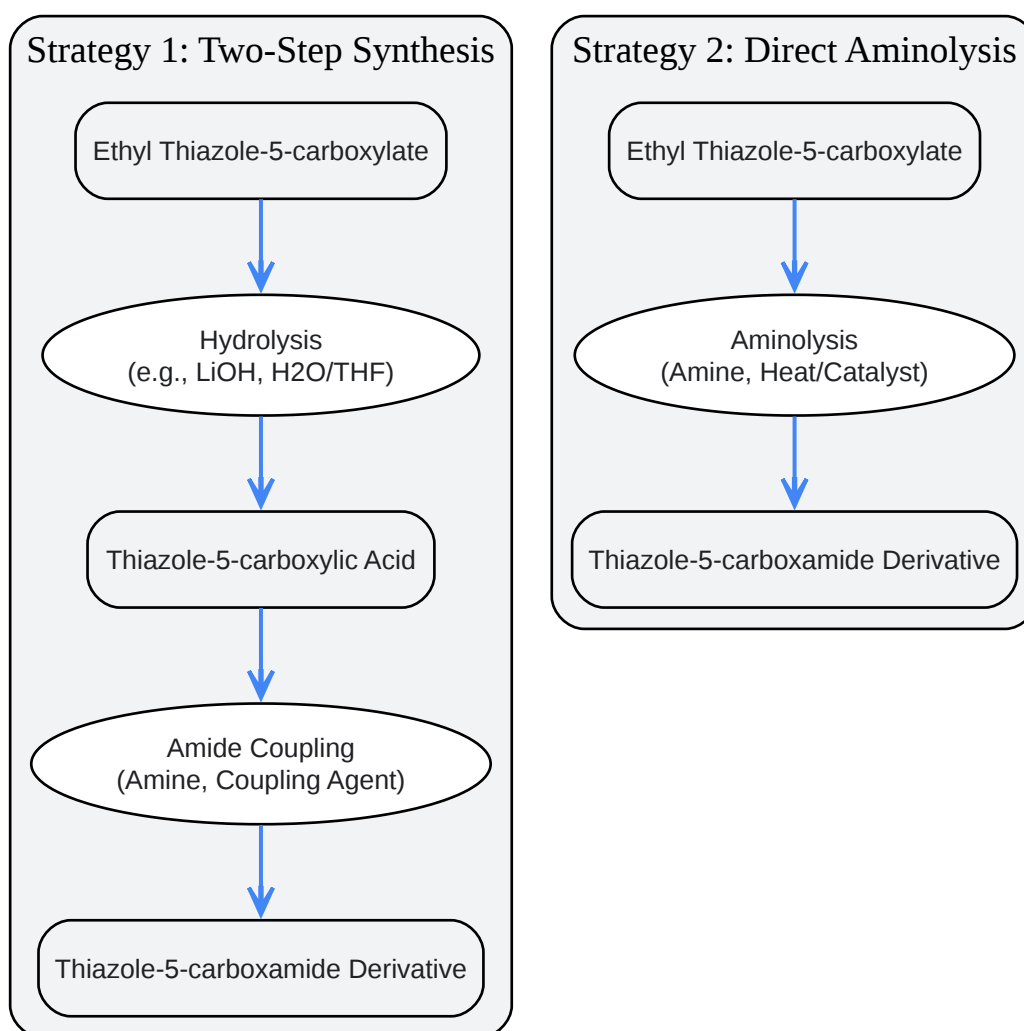 Strategy 1: Two-Step Synthesis
Ethyl Thiazole-5-carboxylate
Hydrolysis
(e.g., LiOH, H2O/THF)
Thiazole-5-carboxylic Acid
Amide Coupling
(Amine, Coupling Agent)
Thiazole-5-carboxamide Derivative
Strategy 2: Direct Aminolysis
Ethyl Thiazole-5-carboxylate
Aminolysis
(Amine, Heat/Catalyst)
Thiazole-5-carboxamide Derivative